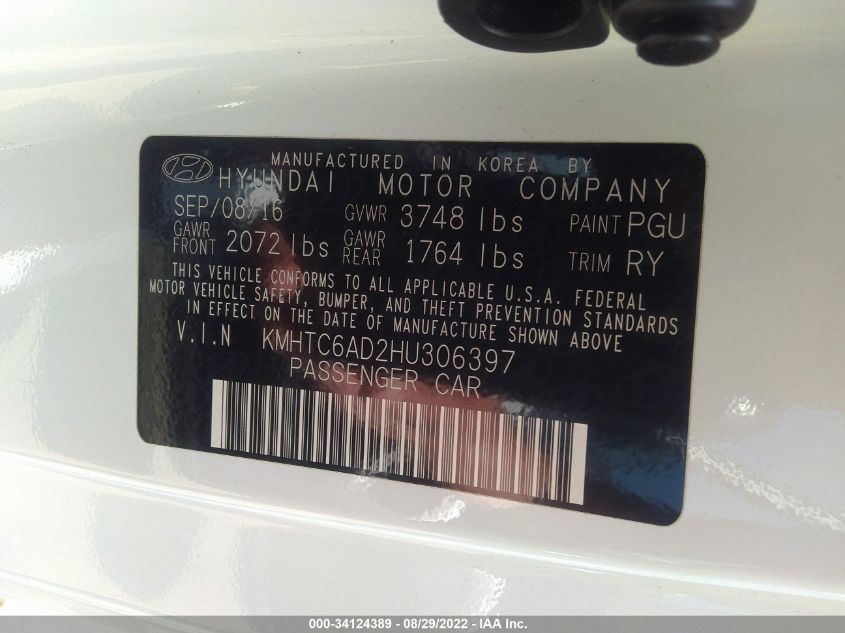 MANUFACTURED IN KOREA BY
HYUNDAI MOTOR COMPANY
SEP/08/16 GVWR 3748 lbs PAINT PGU
GAWR FRONT 2072 lbs GAWR REAR 1764 lbs TRIM RY
THIS VEHICLE CONFORMS TO ALL APPLICABLE U.S.A. FEDERAL
MOTOR VEHICLE SAFETY, BUMPER, AND THEFT PREVENTION STANDARDS
IN EFFECT ON THE DATE OF MANUFACTURE SHOWN ABOVE
V.I.N KMHTC6AD2HU306397
PASSENGER CAR
000-34124389 - 08/29/2022 - IAA Inc.